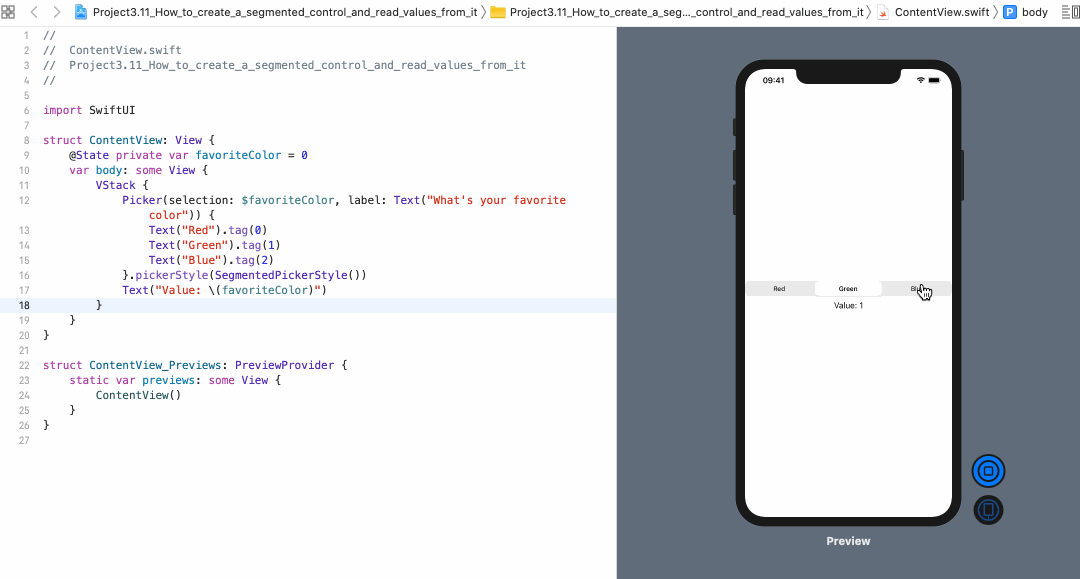 Project3.11_How_to_create_a_segmented_control_and_read_values_from_it
Project3.11_How_to_create_a_seg..._control_and_read_values_from_it
ContentView.swift
P body
1 //
2 //  ContentView.swift
3 //  Project3.11_How_to_create_a_segmented_control_and_read_values_from_it
4 //
5
6 import SwiftUI
7
8 struct ContentView: View {
9     @State private var favoriteColor = 0
10     var body: some View {
11         VStack {
12             Picker(selection: $favoriteColor, label: Text("What's your favorite
color")) {
13                 Text("Red").tag(0)
14                 Text("Green").tag(1)
15                 Text("Blue").tag(2)
16             }.pickerStyle(SegmentedPickerStyle())
17             Text("Value: \(favoriteColor)")
18         }
19     }
20 }
21
22 struct ContentView_Previews: PreviewProvider {
23     static var previews: some View {
24         ContentView()
25     }
26 }
27
09:41
Red Green
Value: 1
Preview